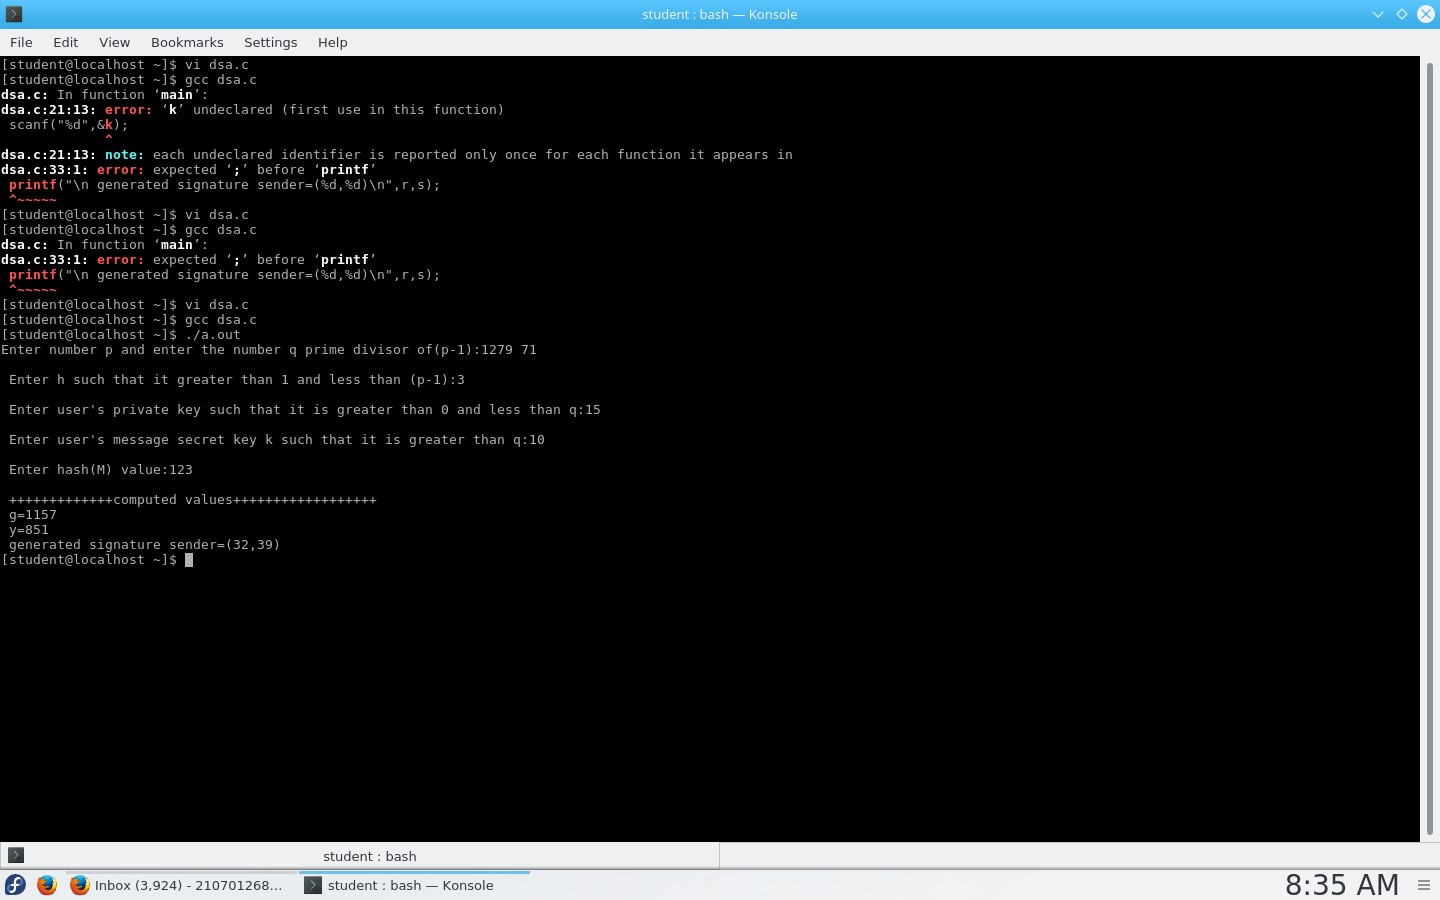 student : bash — Konsole
File Edit View Bookmarks Settings Help
[student@localhost ~]$ vi dsa.c
[student@localhost ~]$ gcc dsa.c
dsa.c: In function ‘main’:
dsa.c:21:13: error: ‘k’ undeclared (first use in this function)
 scanf("%d",&k);
             ^
dsa.c:21:13: note: each undeclared identifier is reported only once for each function it appears in
dsa.c:33:1: error: expected ‘;’ before ‘printf’
 printf("\n generated signature sender=(%d,%d)\n",r,s);
 ^~~~~~
[student@localhost ~]$ vi dsa.c
[student@localhost ~]$ gcc dsa.c
dsa.c: In function ‘main’:
dsa.c:33:1: error: expected ‘;’ before ‘printf’
 printf("\n generated signature sender=(%d,%d)\n",r,s);
 ^~~~~~
[student@localhost ~]$ vi dsa.c
[student@localhost ~]$ gcc dsa.c
[student@localhost ~]$ ./a.out
Enter number p and enter the number q prime divisor of(p-1):1279 71
 Enter h such that it greater than 1 and less than (p-1):3
 Enter user's private key such that it is greater than 0 and less than q:15
 Enter user's message secret key k such that it is greater than q:10
 Enter hash(M) value:123
 +++++++++++++computed values++++++++++++++++++
 g=1157
 y=851
 generated signature sender=(32,39)
[student@localhost ~]$
student : bash
Inbox (3,924) - 210701268... student : bash — Konsole 8:35 AM